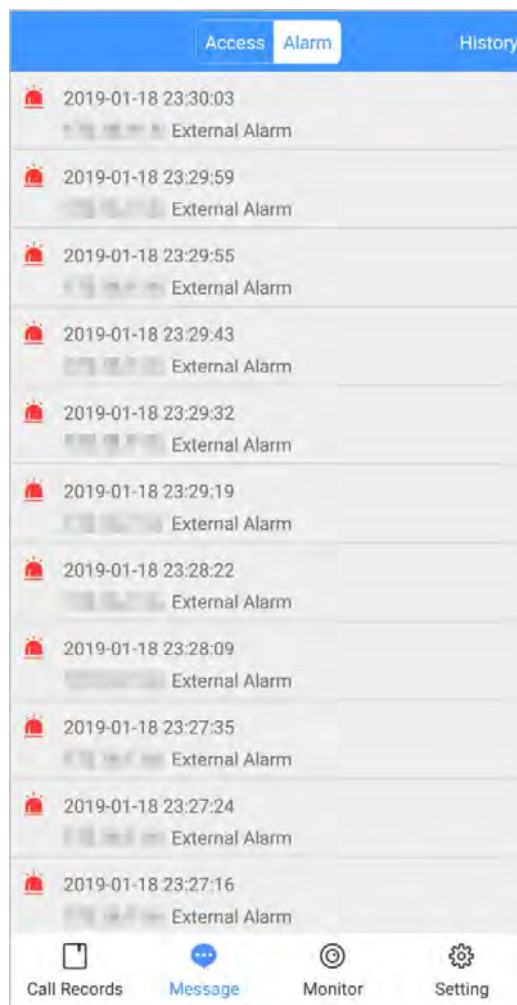 Access Alarm History
2019-01-18 23:30:03
External Alarm
2019-01-18 23:29:59
External Alarm
2019-01-18 23:29:55
External Alarm
2019-01-18 23:29:43
External Alarm
2019-01-18 23:29:32
External Alarm
2019-01-18 23:29:19
External Alarm
2019-01-18 23:28:22
External Alarm
2019-01-18 23:28:09
External Alarm
2019-01-18 23:27:35
External Alarm
2019-01-18 23:27:24
External Alarm
2019-01-18 23:27:16
External Alarm
Call Records Message Monitor Setting